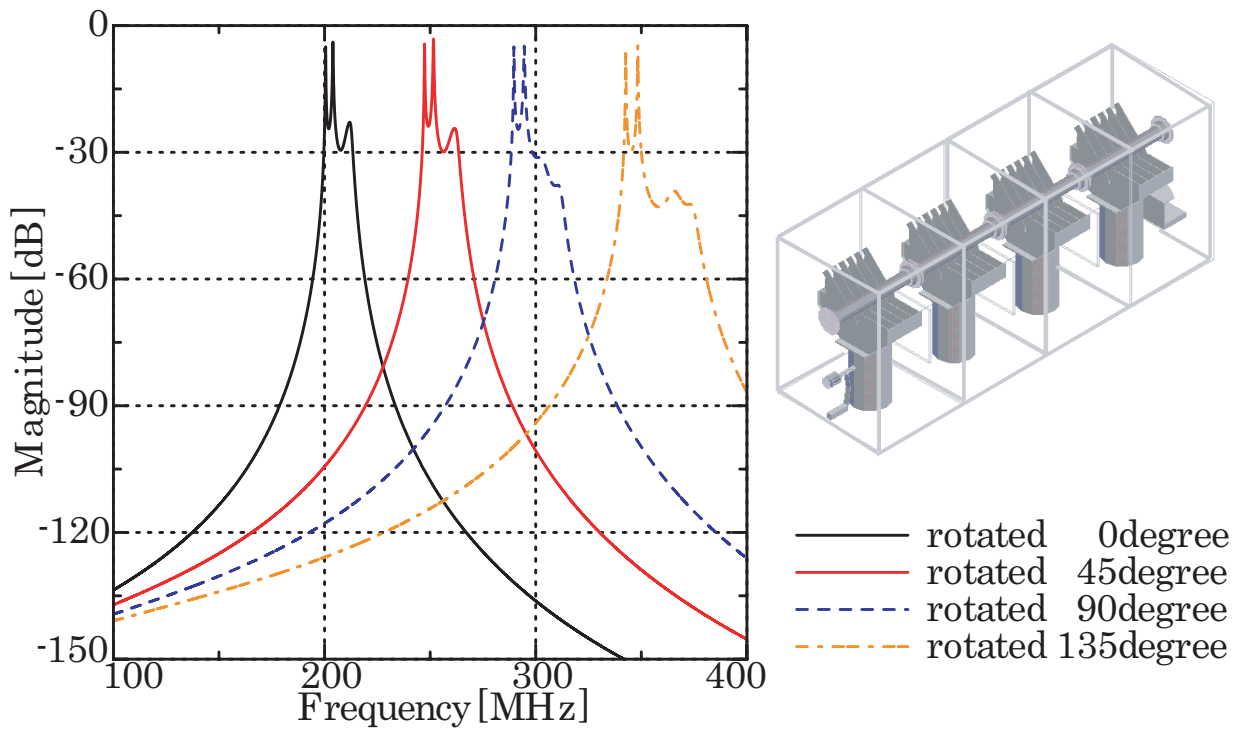 0
-30
-60
-90
-120
-150
Magnitude[dB]
100
200
300
400
Frequency[MHz]
rotated 0degree
rotated 45degree
rotated 90degree
rotated 135degree